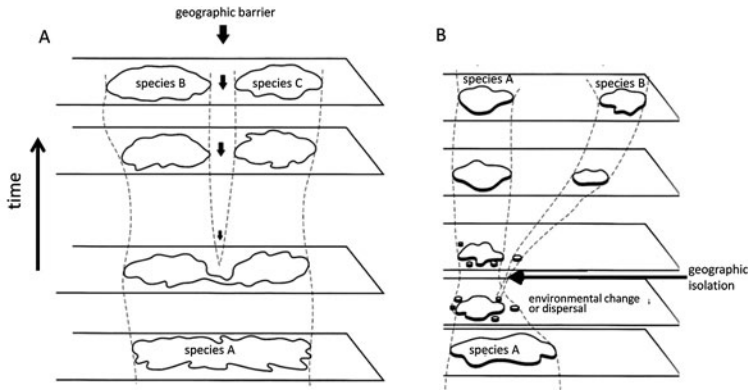 geographic barrier
A
B
species B
species C
species A
species B
time
geographic
isolation
environmental change
or dispersal
species A
species A